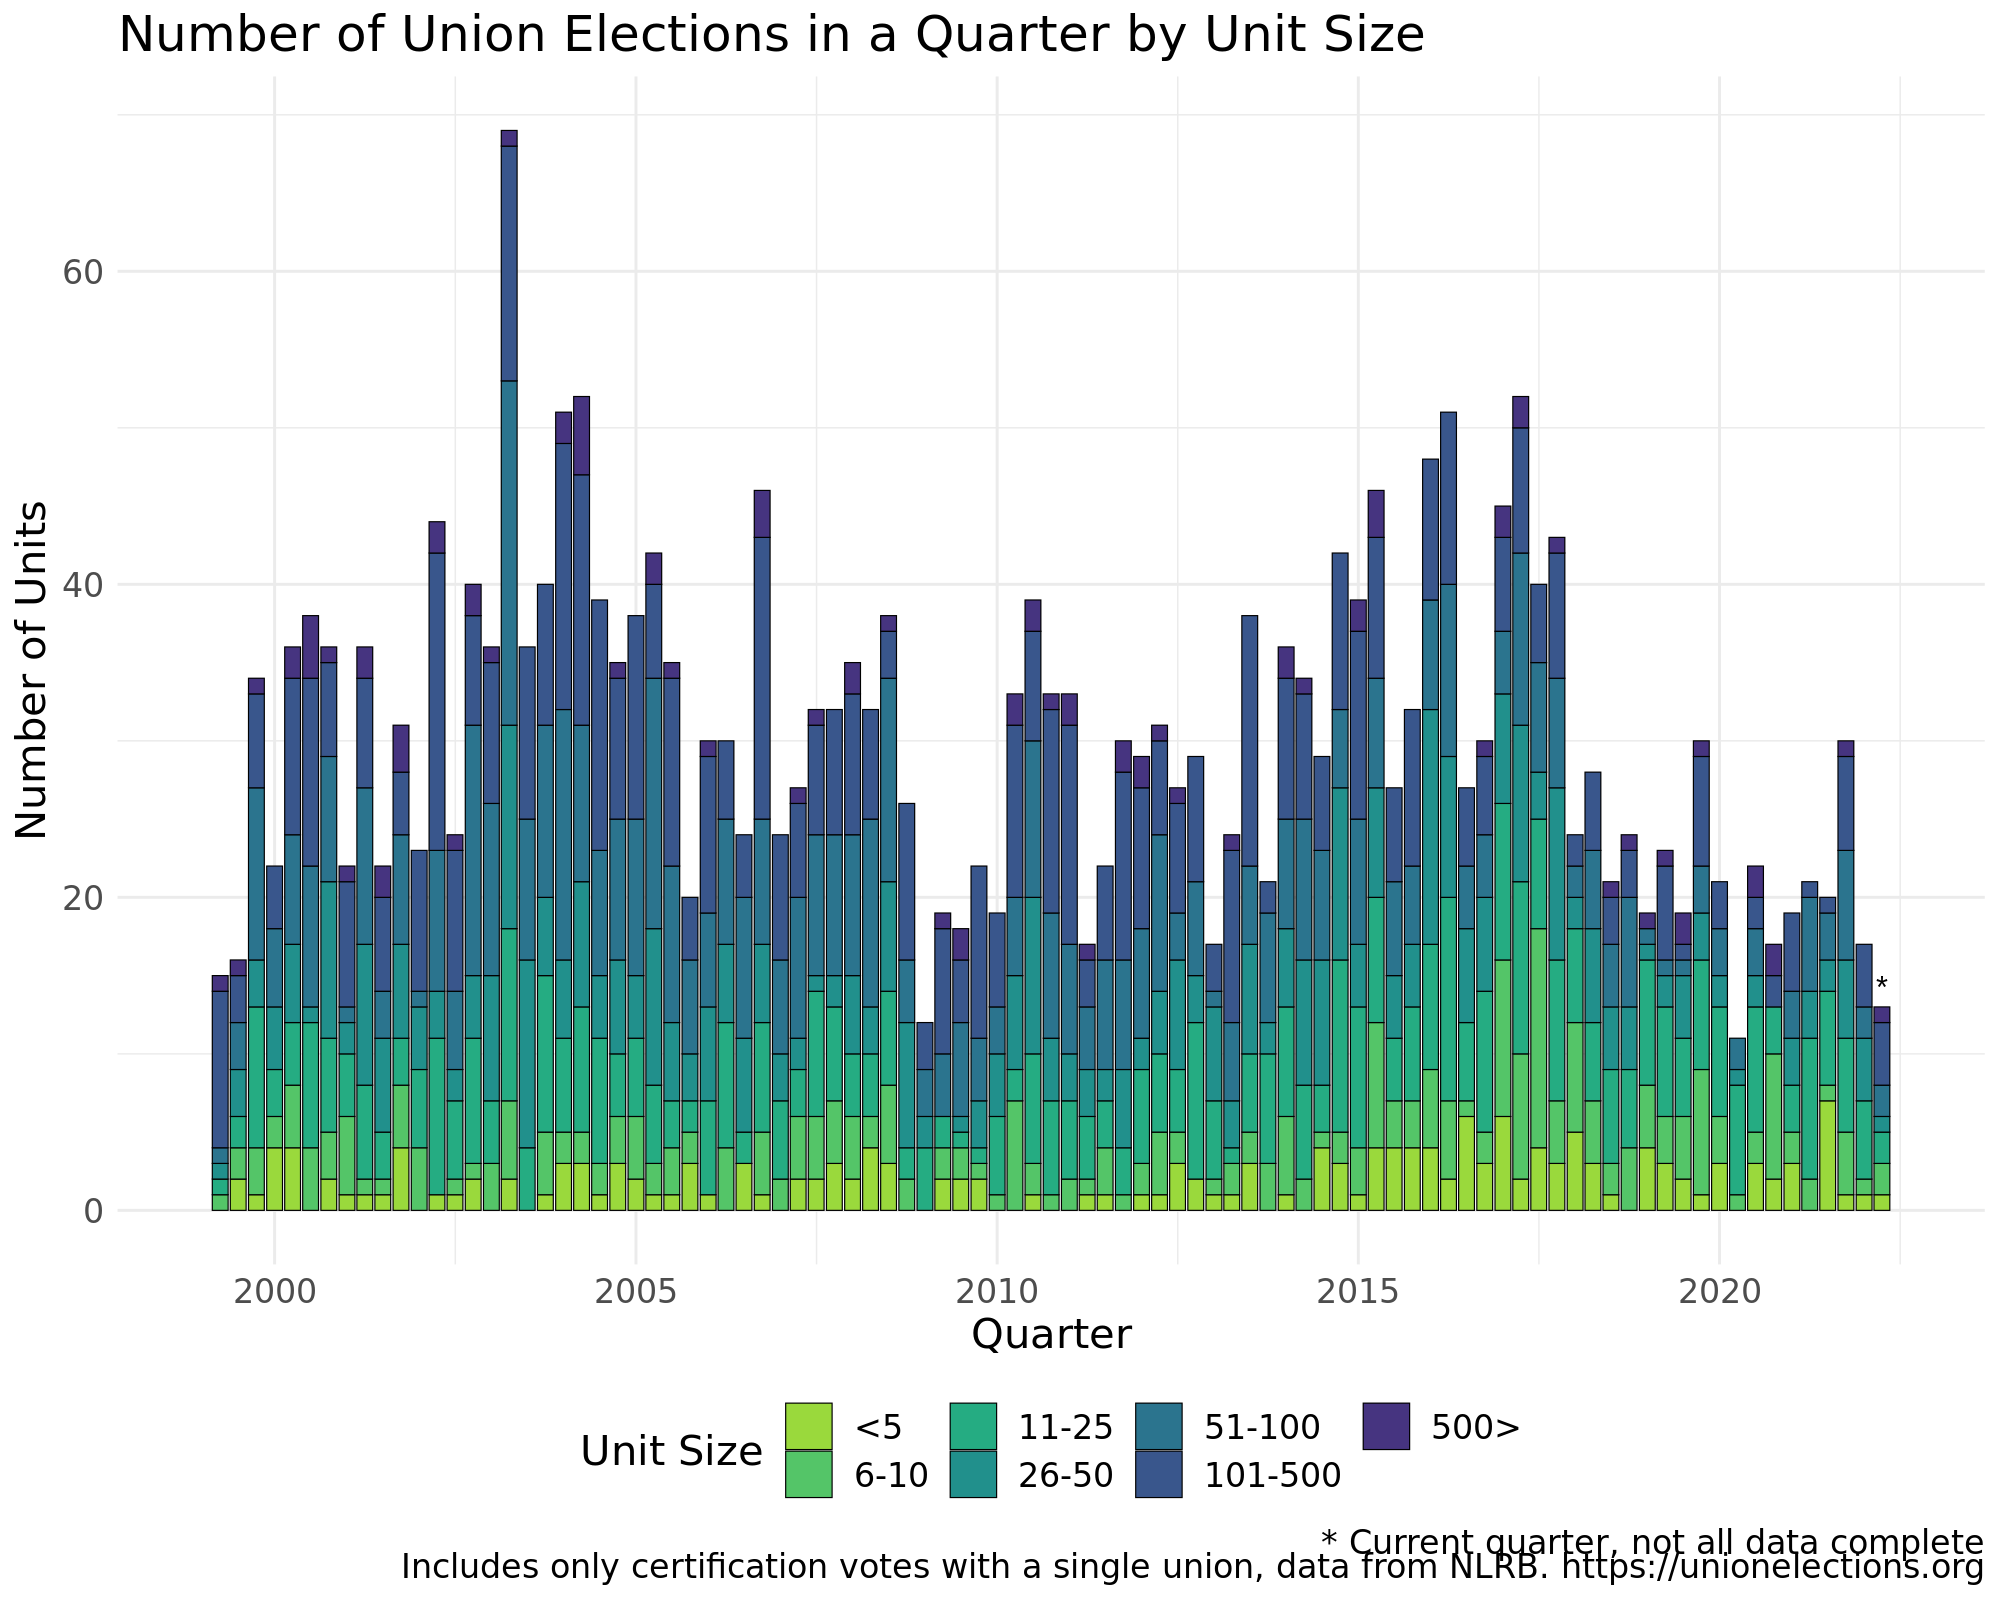 Number of Union Elections in a Quarter by Unit Size
Number of Units
60
40
20
0
*
2000 2005 2010 2015 2020
Quarter
Unit Size
<5 11-25 51-100 500>
6-10 26-50 101-500
* Current quarter, not all data complete
Includes only certification votes with a single union, data from NLRB. https://unionelections.org